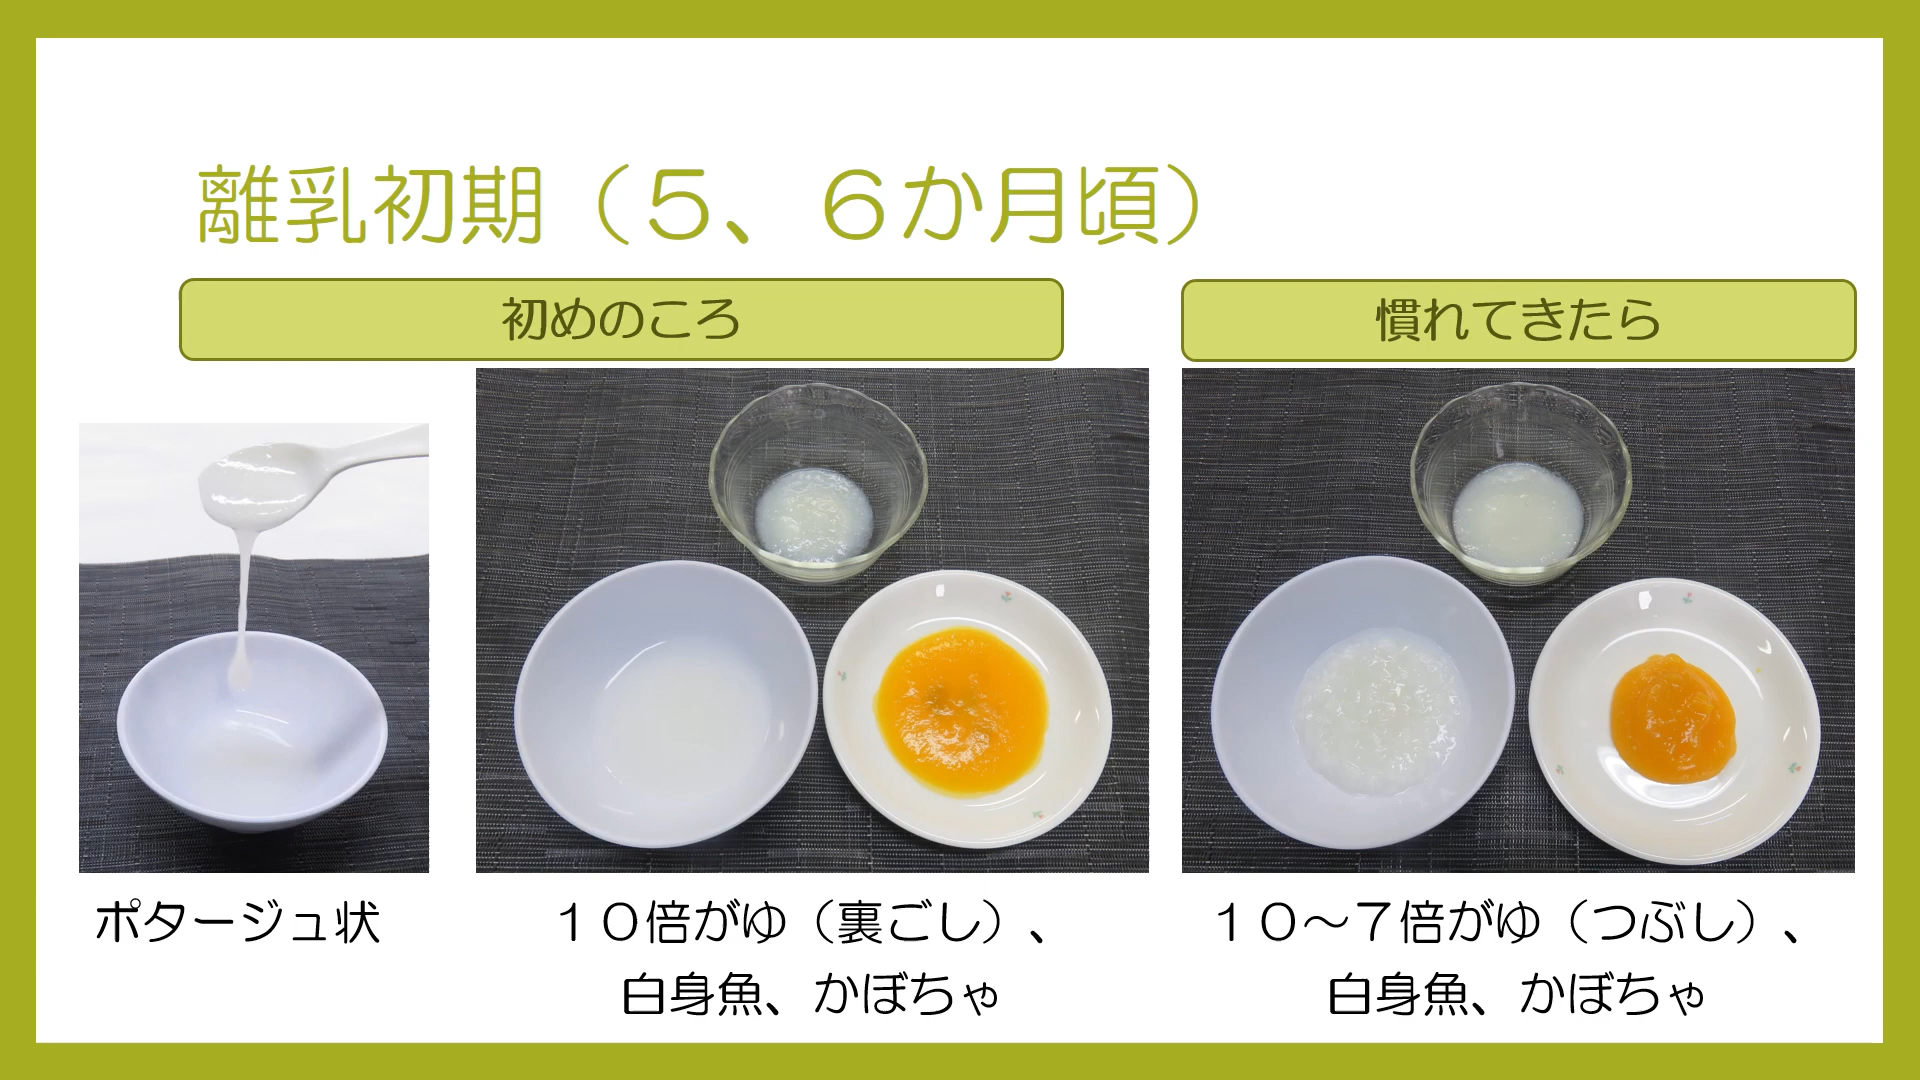 離乳初期（５、６か月頃）
初めのころ
慣れてきたら
ポタージュ状
１０倍がゆ（裏ごし）、
白身魚、かぼちゃ
１０～７倍がゆ（つぶし）、
白身魚、かぼちゃ